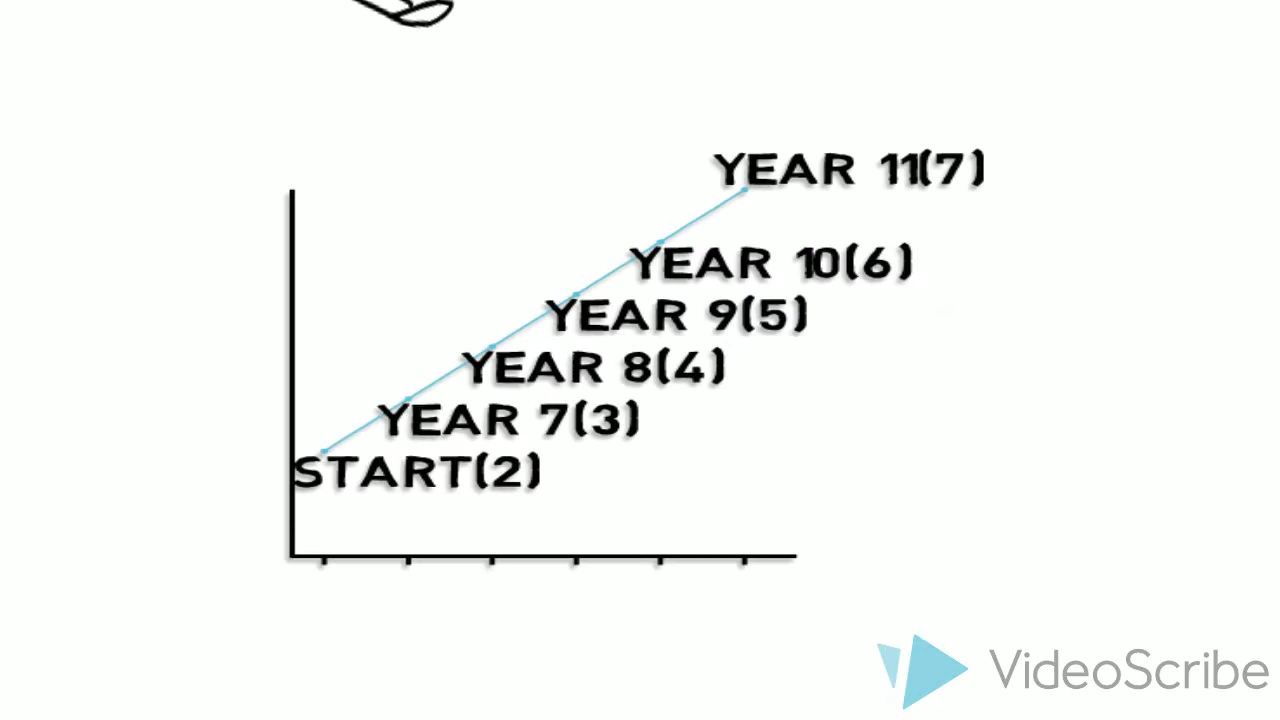 YEAR 11(7)
YEAR 10(6)
YEAR 9(5)
YEAR 8(4)
YEAR 7(3)
START(2)
VideoScribe